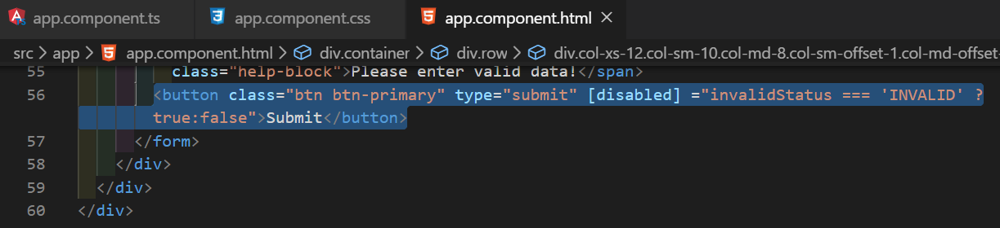 app.component.ts app.component.css app.component.html
src > app > app.component.html > div.container > div.row > div.col-xs-12.col-sm-10.col-md-8.col-sm-offset-1.col-md-offset-
55 class="help-block">Please enter valid data!</span>
56 <button class="btn btn-primary" type="submit" [disabled] ="invalidStatus === 'INVALID' ?
true:false">Submit</button>
57 </form>
58 </div>
59 </div>
60 </div>